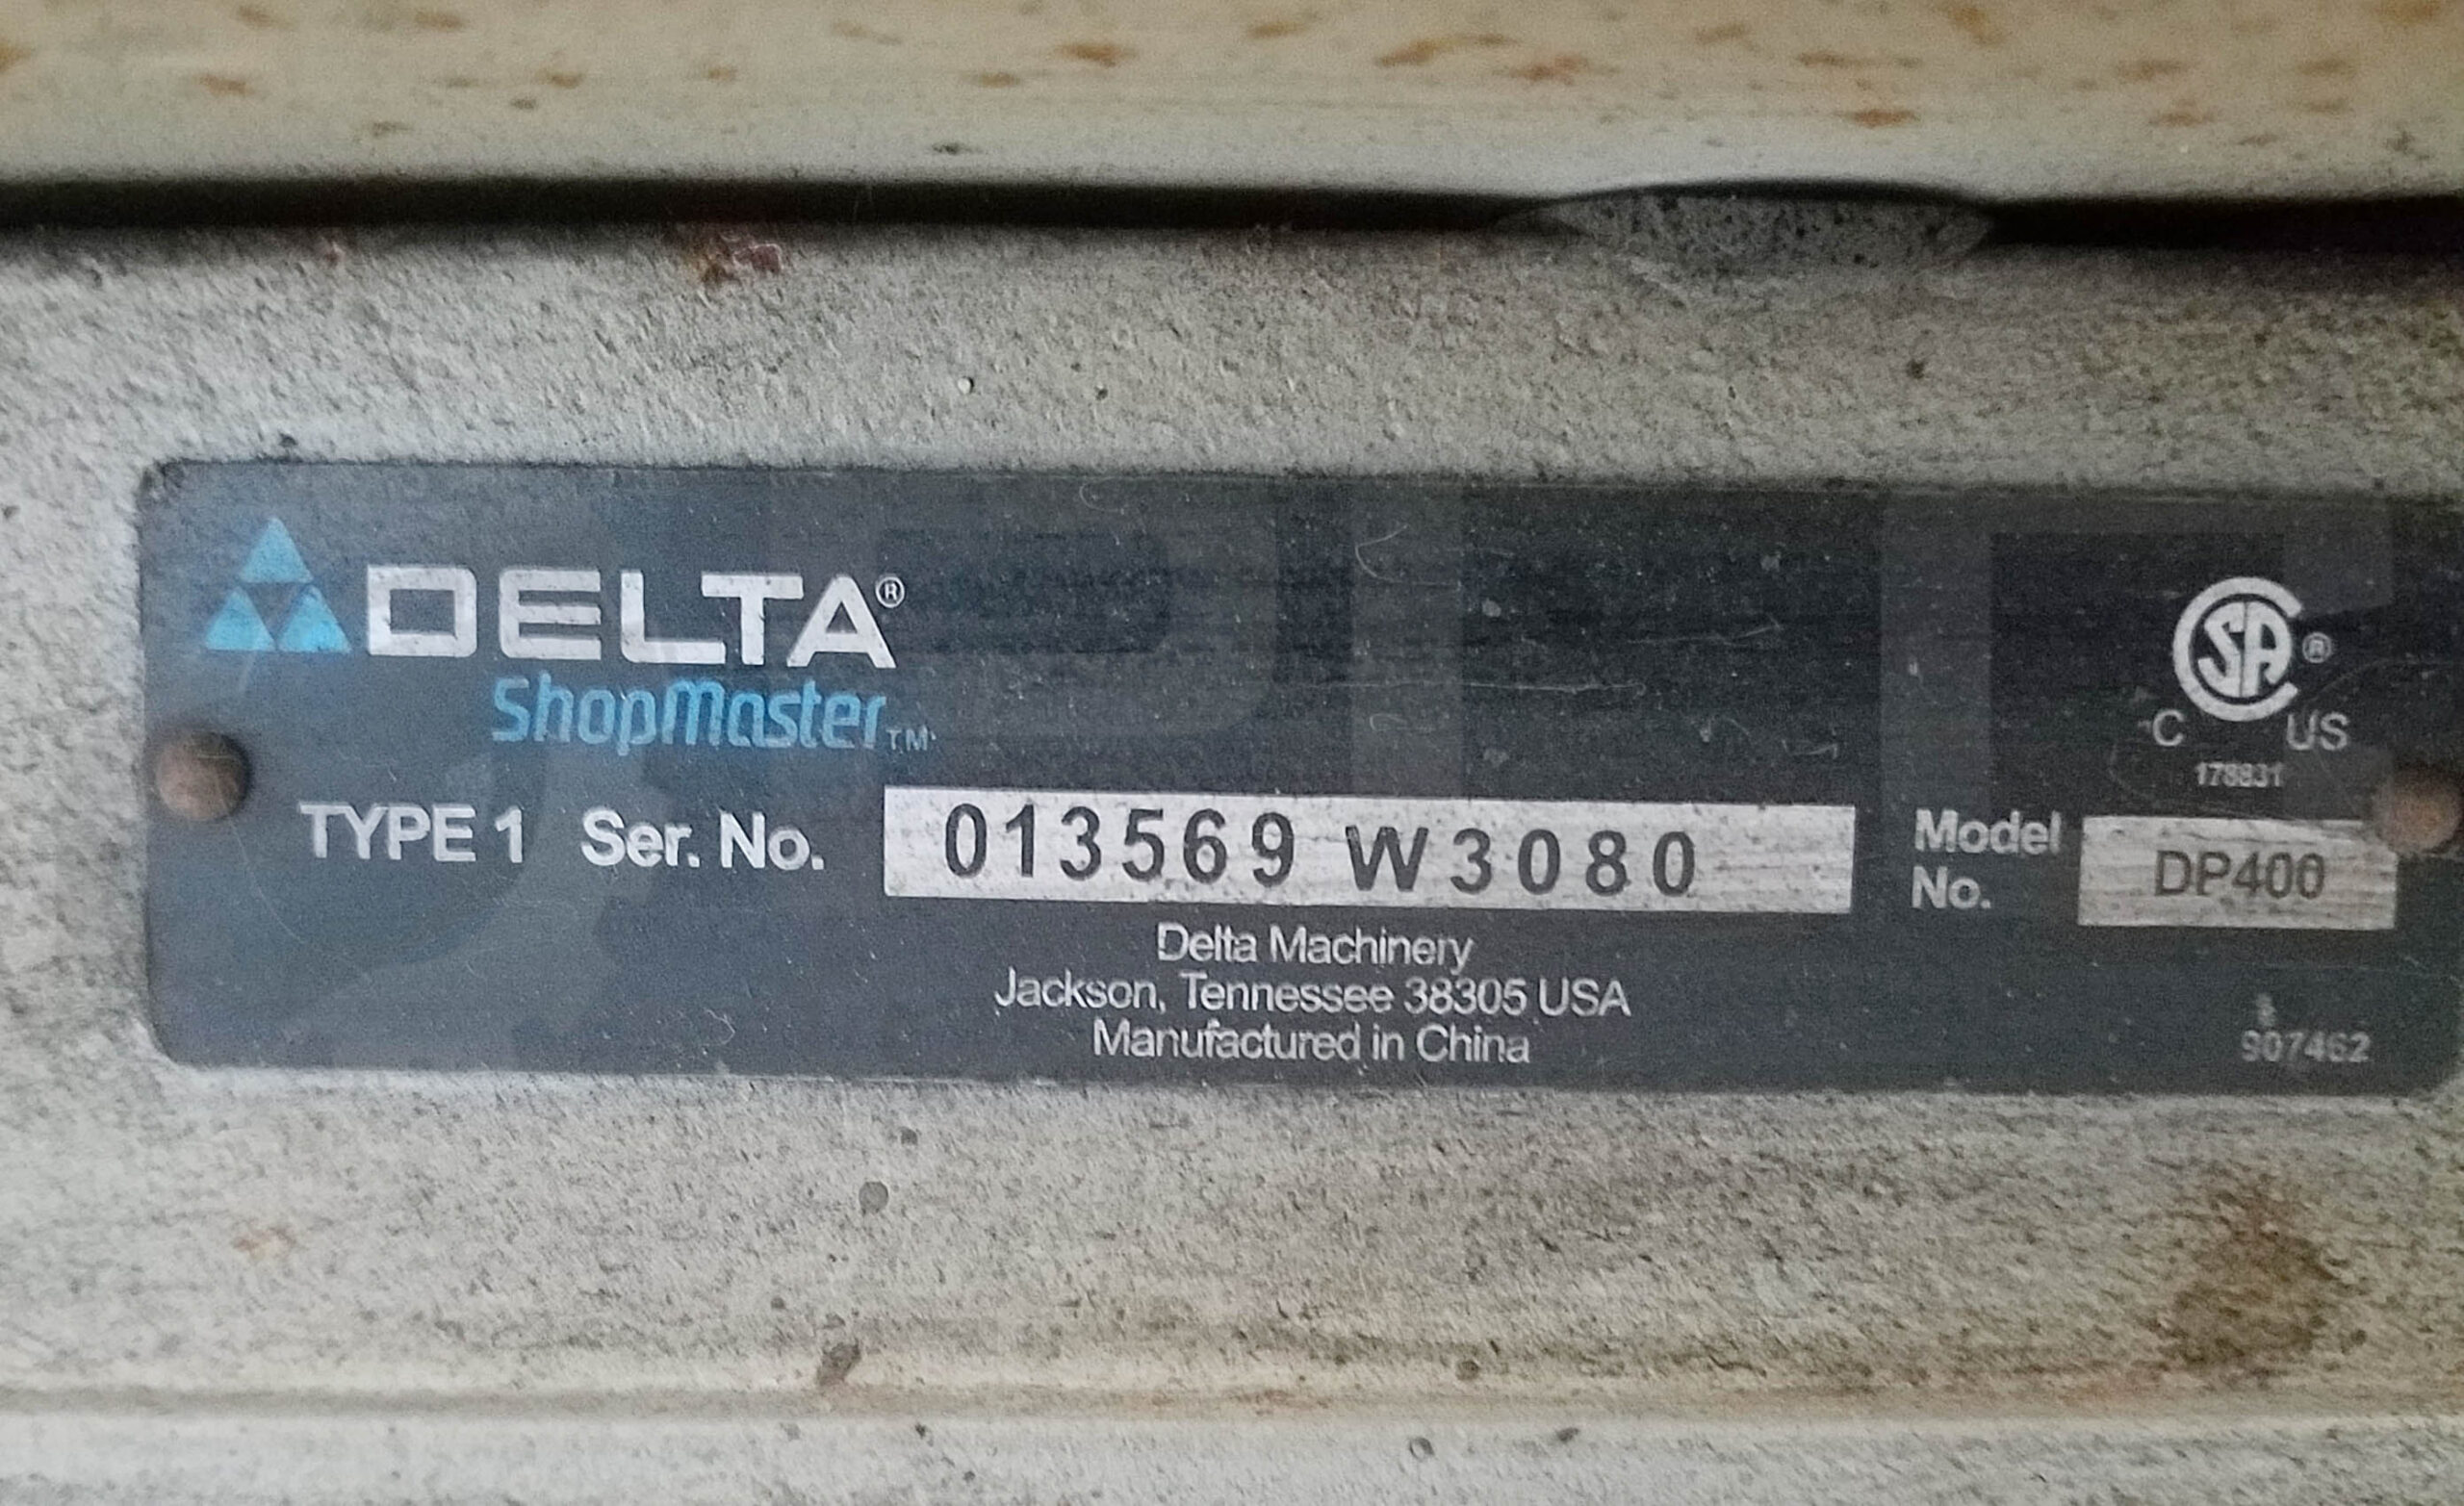 DELTA®
ShopMaster™
C SA® US
178831
TYPE 1 Ser. No. 013569 W3080
Model No. DP400
Delta Machinery
Jackson, Tennessee 38305 USA
Manufactured in China
907462